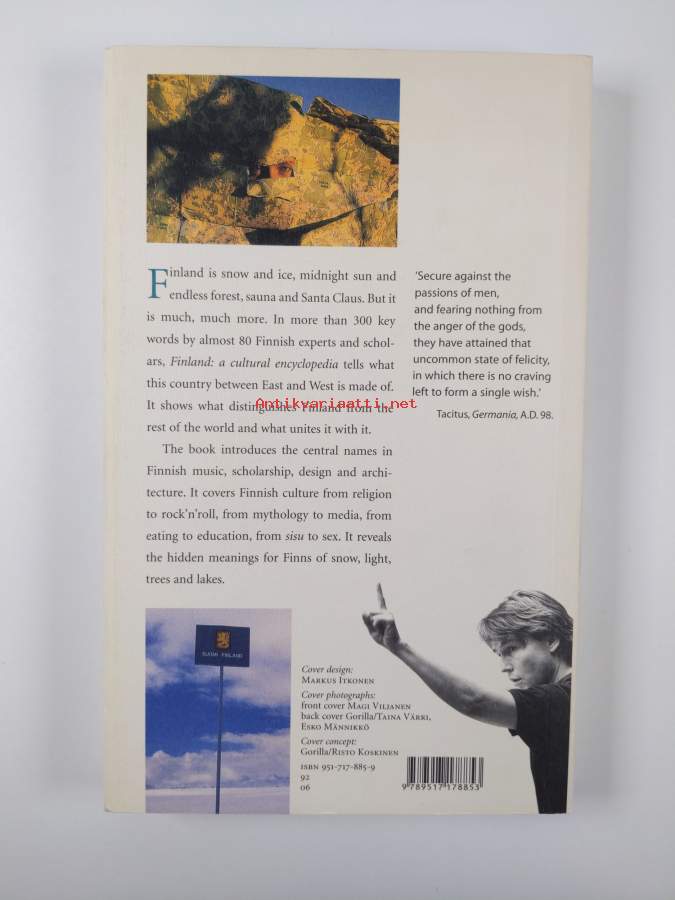 Finland is snow and ice, midnight sun and
endless forest, sauna and Santa Claus. But it
is much, much more. In more than 300 key
words by almost 80 Finnish experts and schol-
ars, Finland: a cultural encyclopedia tells what
this country between East and West is made of.
It shows what distinguishes Finland from the
rest of the world and what unites it with it.
The book introduces the central names in
Finnish music, scholarship, design and archi-
tecture. It covers Finnish culture from religion
to rock'n'roll, from mythology to media, from
eating to education, from sisu to sex. It reveals
the hidden meanings for Finns of snow, light,
trees and lakes.
'Secure against the
passions of men,
and fearing nothing from
the anger of the gods,
they have attained that
uncommon state of felicity,
in which there is no craving
left to form a single wish.'
Tacitus, Germania, A.D. 98.
Antikvariaatti.net
SUOMI FINLAND
Cover design:
Markus Itkonen
Cover photographs:
front cover Magi Viljanen
back cover Gorilla/Taina Värri,
Esko Männikkö
Cover concept:
Gorilla/Risto Koskinen
ISBN 951-717-885-9
92
06
9 789517 178853